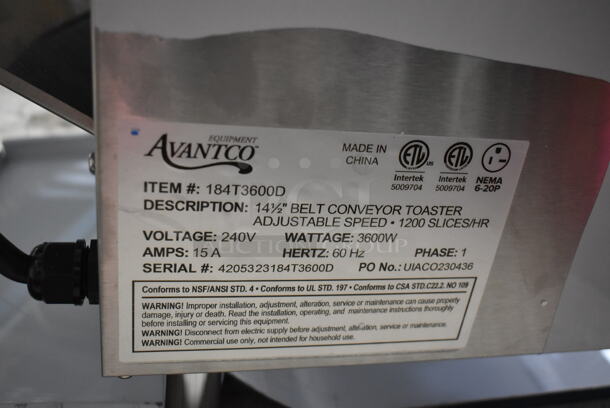 EQUIPMENT
AVANTCO
MADE IN
CHINA
ETL us
Intertek
5009704
ETL
Intertek
5009704
NEMA
6-20P
ITEM #: 184T3600D
DESCRIPTION: 14½" BELT CONVEYOR TOASTER
ADJUSTABLE SPEED • 1200 SLICES/HR
VOLTAGE: 240V WATTAGE: 3600W
AMPS: 15 A HERTZ: 60 Hz PHASE: 1
SERIAL #: 4205323184T3600D PO No.: UIACO230436
Conforms to NSF/ANSI STD. 4 • Conforms to UL STD. 197 • Conforms to CSA STD.C22.2. NO 109
WARNING! Improper installation, adjustment, alteration, service or maintenance can cause property
damage, injury or death. Read the installation, operating, and maintenance instructions thoroughly
before installing or servicing this equipment.
WARNING! Disconnect from electric supply before adjustment, alteration, service or maintenance.
WARNING! Commercial use only, not intended for household use.